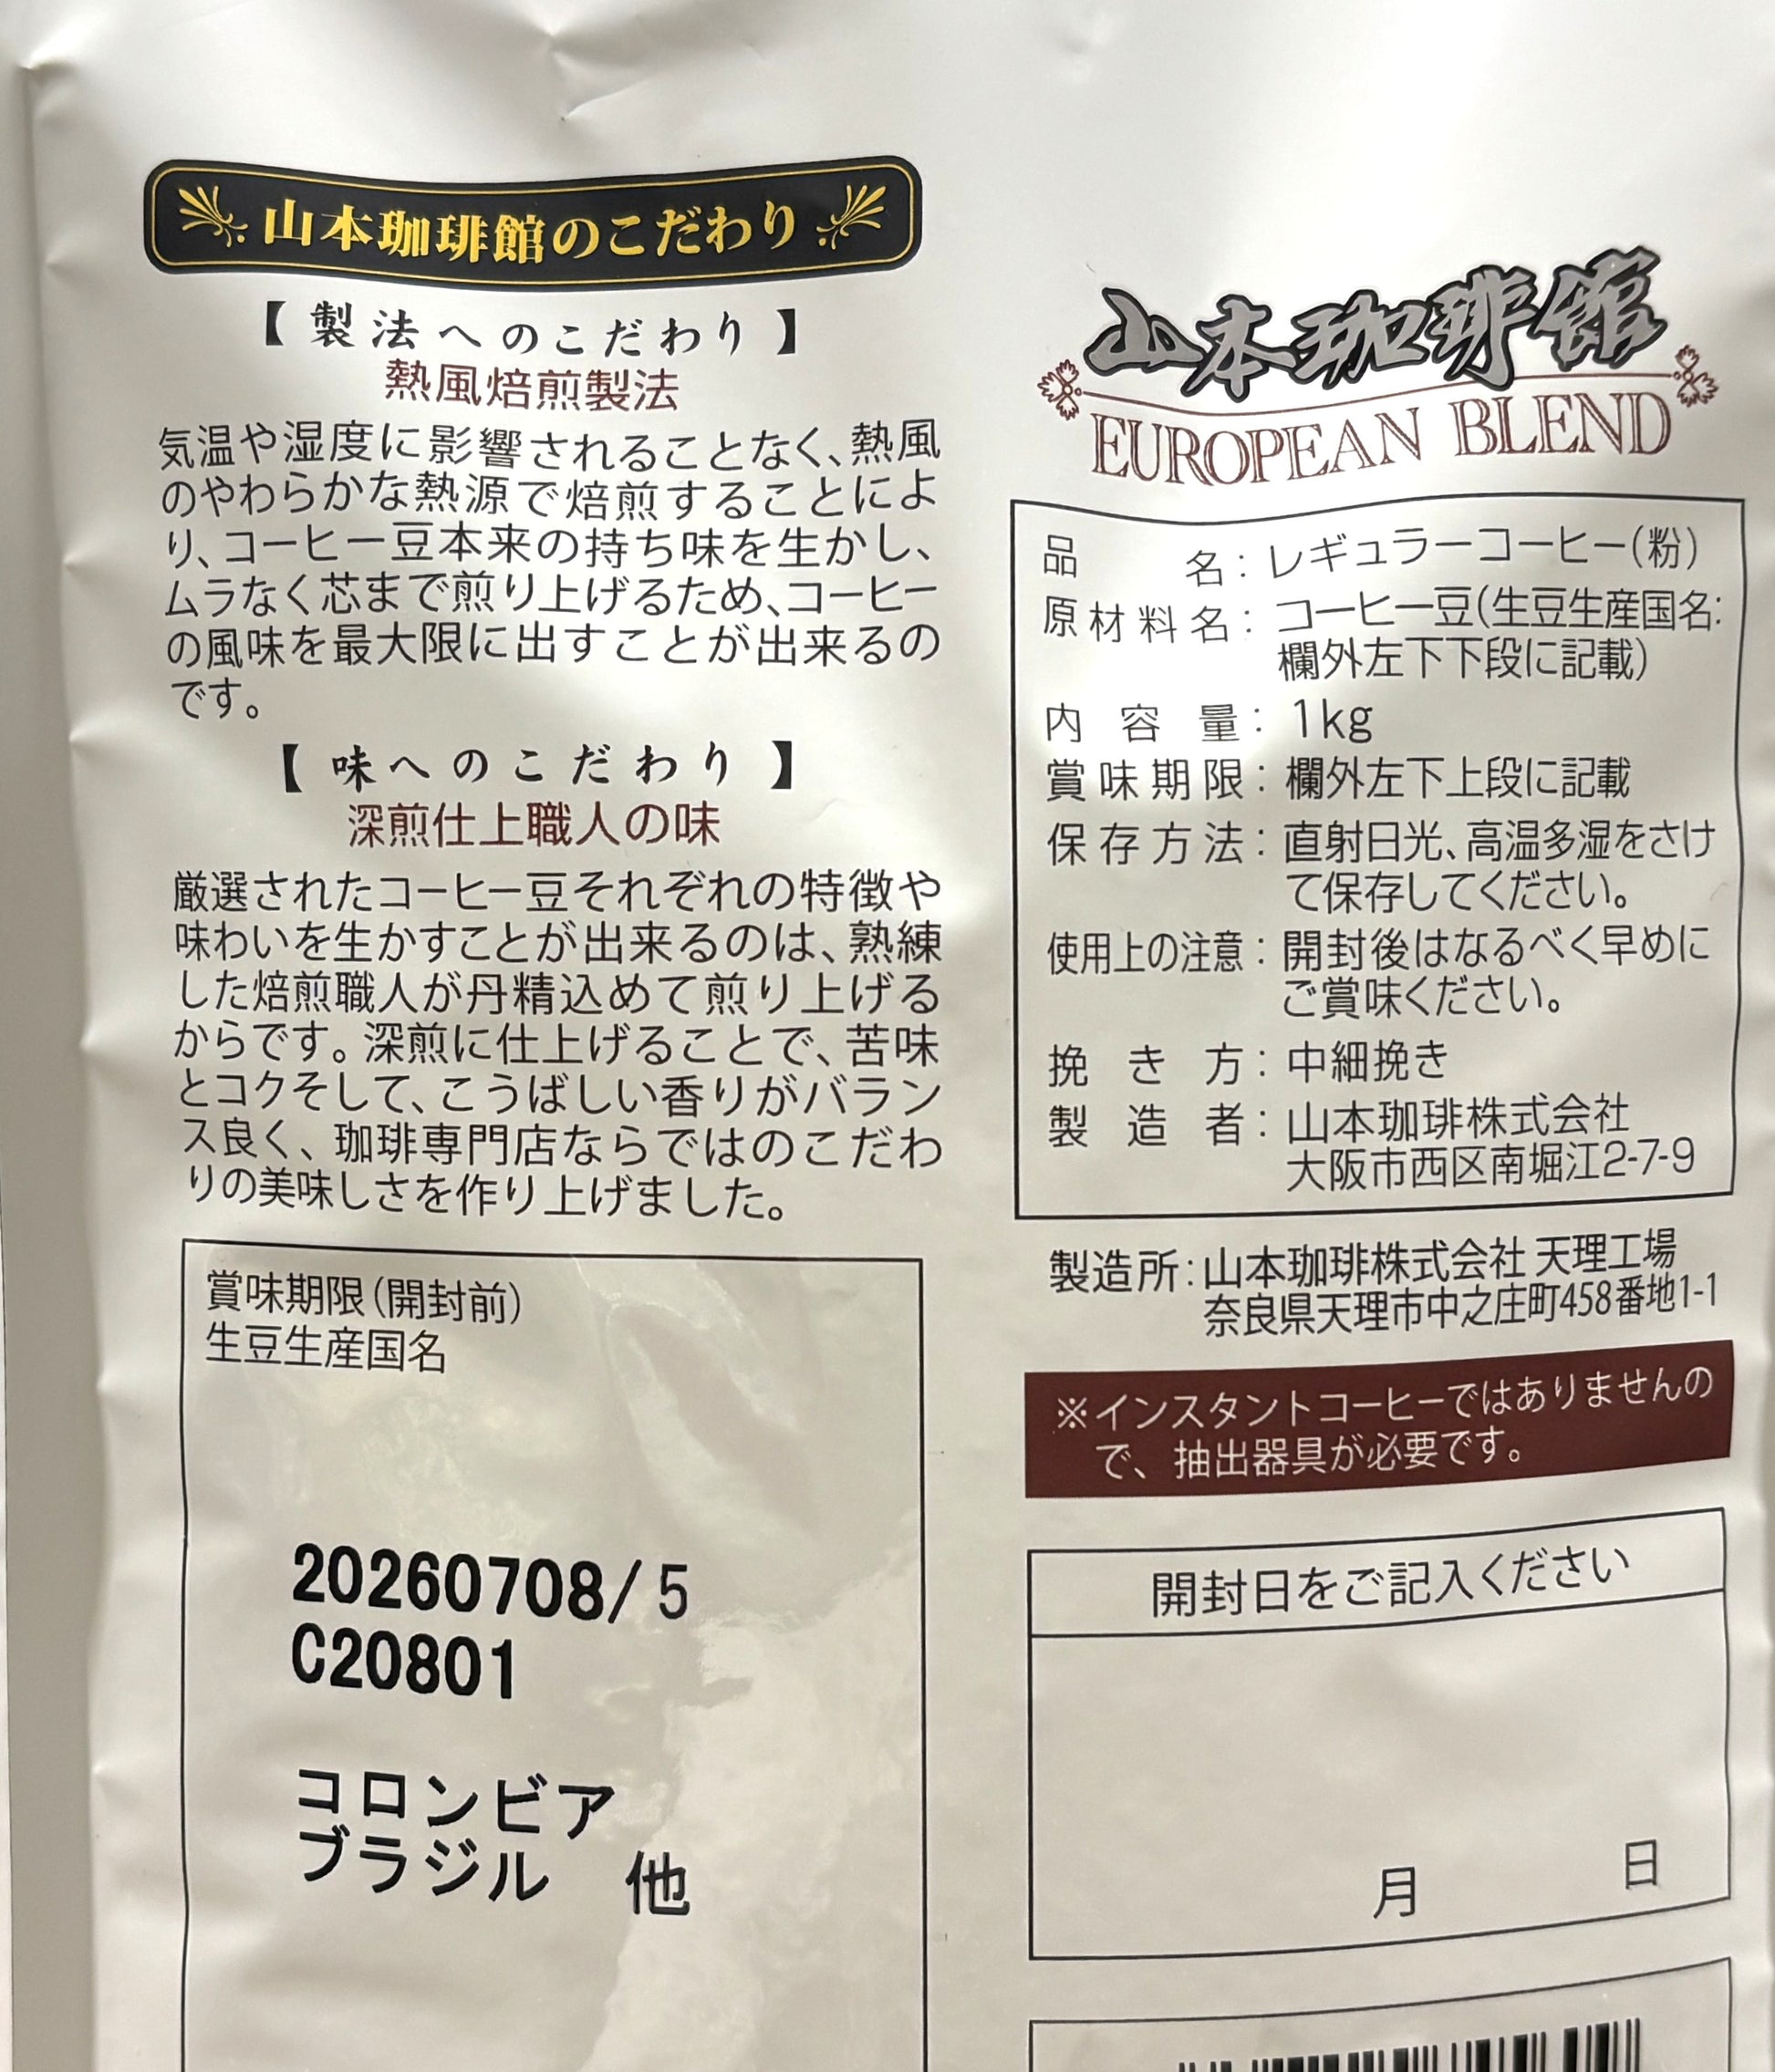 山本珈琲館のこだわり
【製法へのこだわり】
熱風焙煎製法
気温や湿度に影響されることなく、熱風
のやわらかな熱源で焙煎することによ
り、コーヒー豆本来の持ち味を生かし、
ムラなく芯まで煎り上げるため、コーヒー
の風味を最大限に出すことが出来るの
です。
【味へのこだわり】
深煎仕上職人の味
厳選されたコーヒー豆それぞれの特徴や
味わいを生かすことが出来るのは、熟練
した焙煎職人が丹精込めて煎り上げる
からです。深煎に仕上げることで、苦味
とコクそして、こうばしい香りがバラン
ス良く、珈琲専門店ならではのこだわ
りの美味しさを作り上げました。
賞味期限(開封前)
生豆生産国名
20260708/5
C20801
コロンビア
ブラジル 他
山本珈琲館
EUROPEAN BLEND
品名:レギュラーコーヒー(粉)
原材料名:コーヒー豆(生豆生産国名:
欄外左下下段に記載)
内容量:1kg
賞味期限:欄外左下上段に記載
保存方法:直射日光、高温多湿をさけ
て保存してください。
使用上の注意:開封後はなるべく早めに
ご賞味ください。
挽き方:中細挽き
製造者:山本珈琲株式会社
大阪市西区南堀江2-7-9
製造所:山本珈琲株式会社 天理工場
奈良県天理市中之庄町458番地1-1
※インスタントコーヒーではありませんの
で、抽出器具が必要です。
開封日をご記入ください
月 日